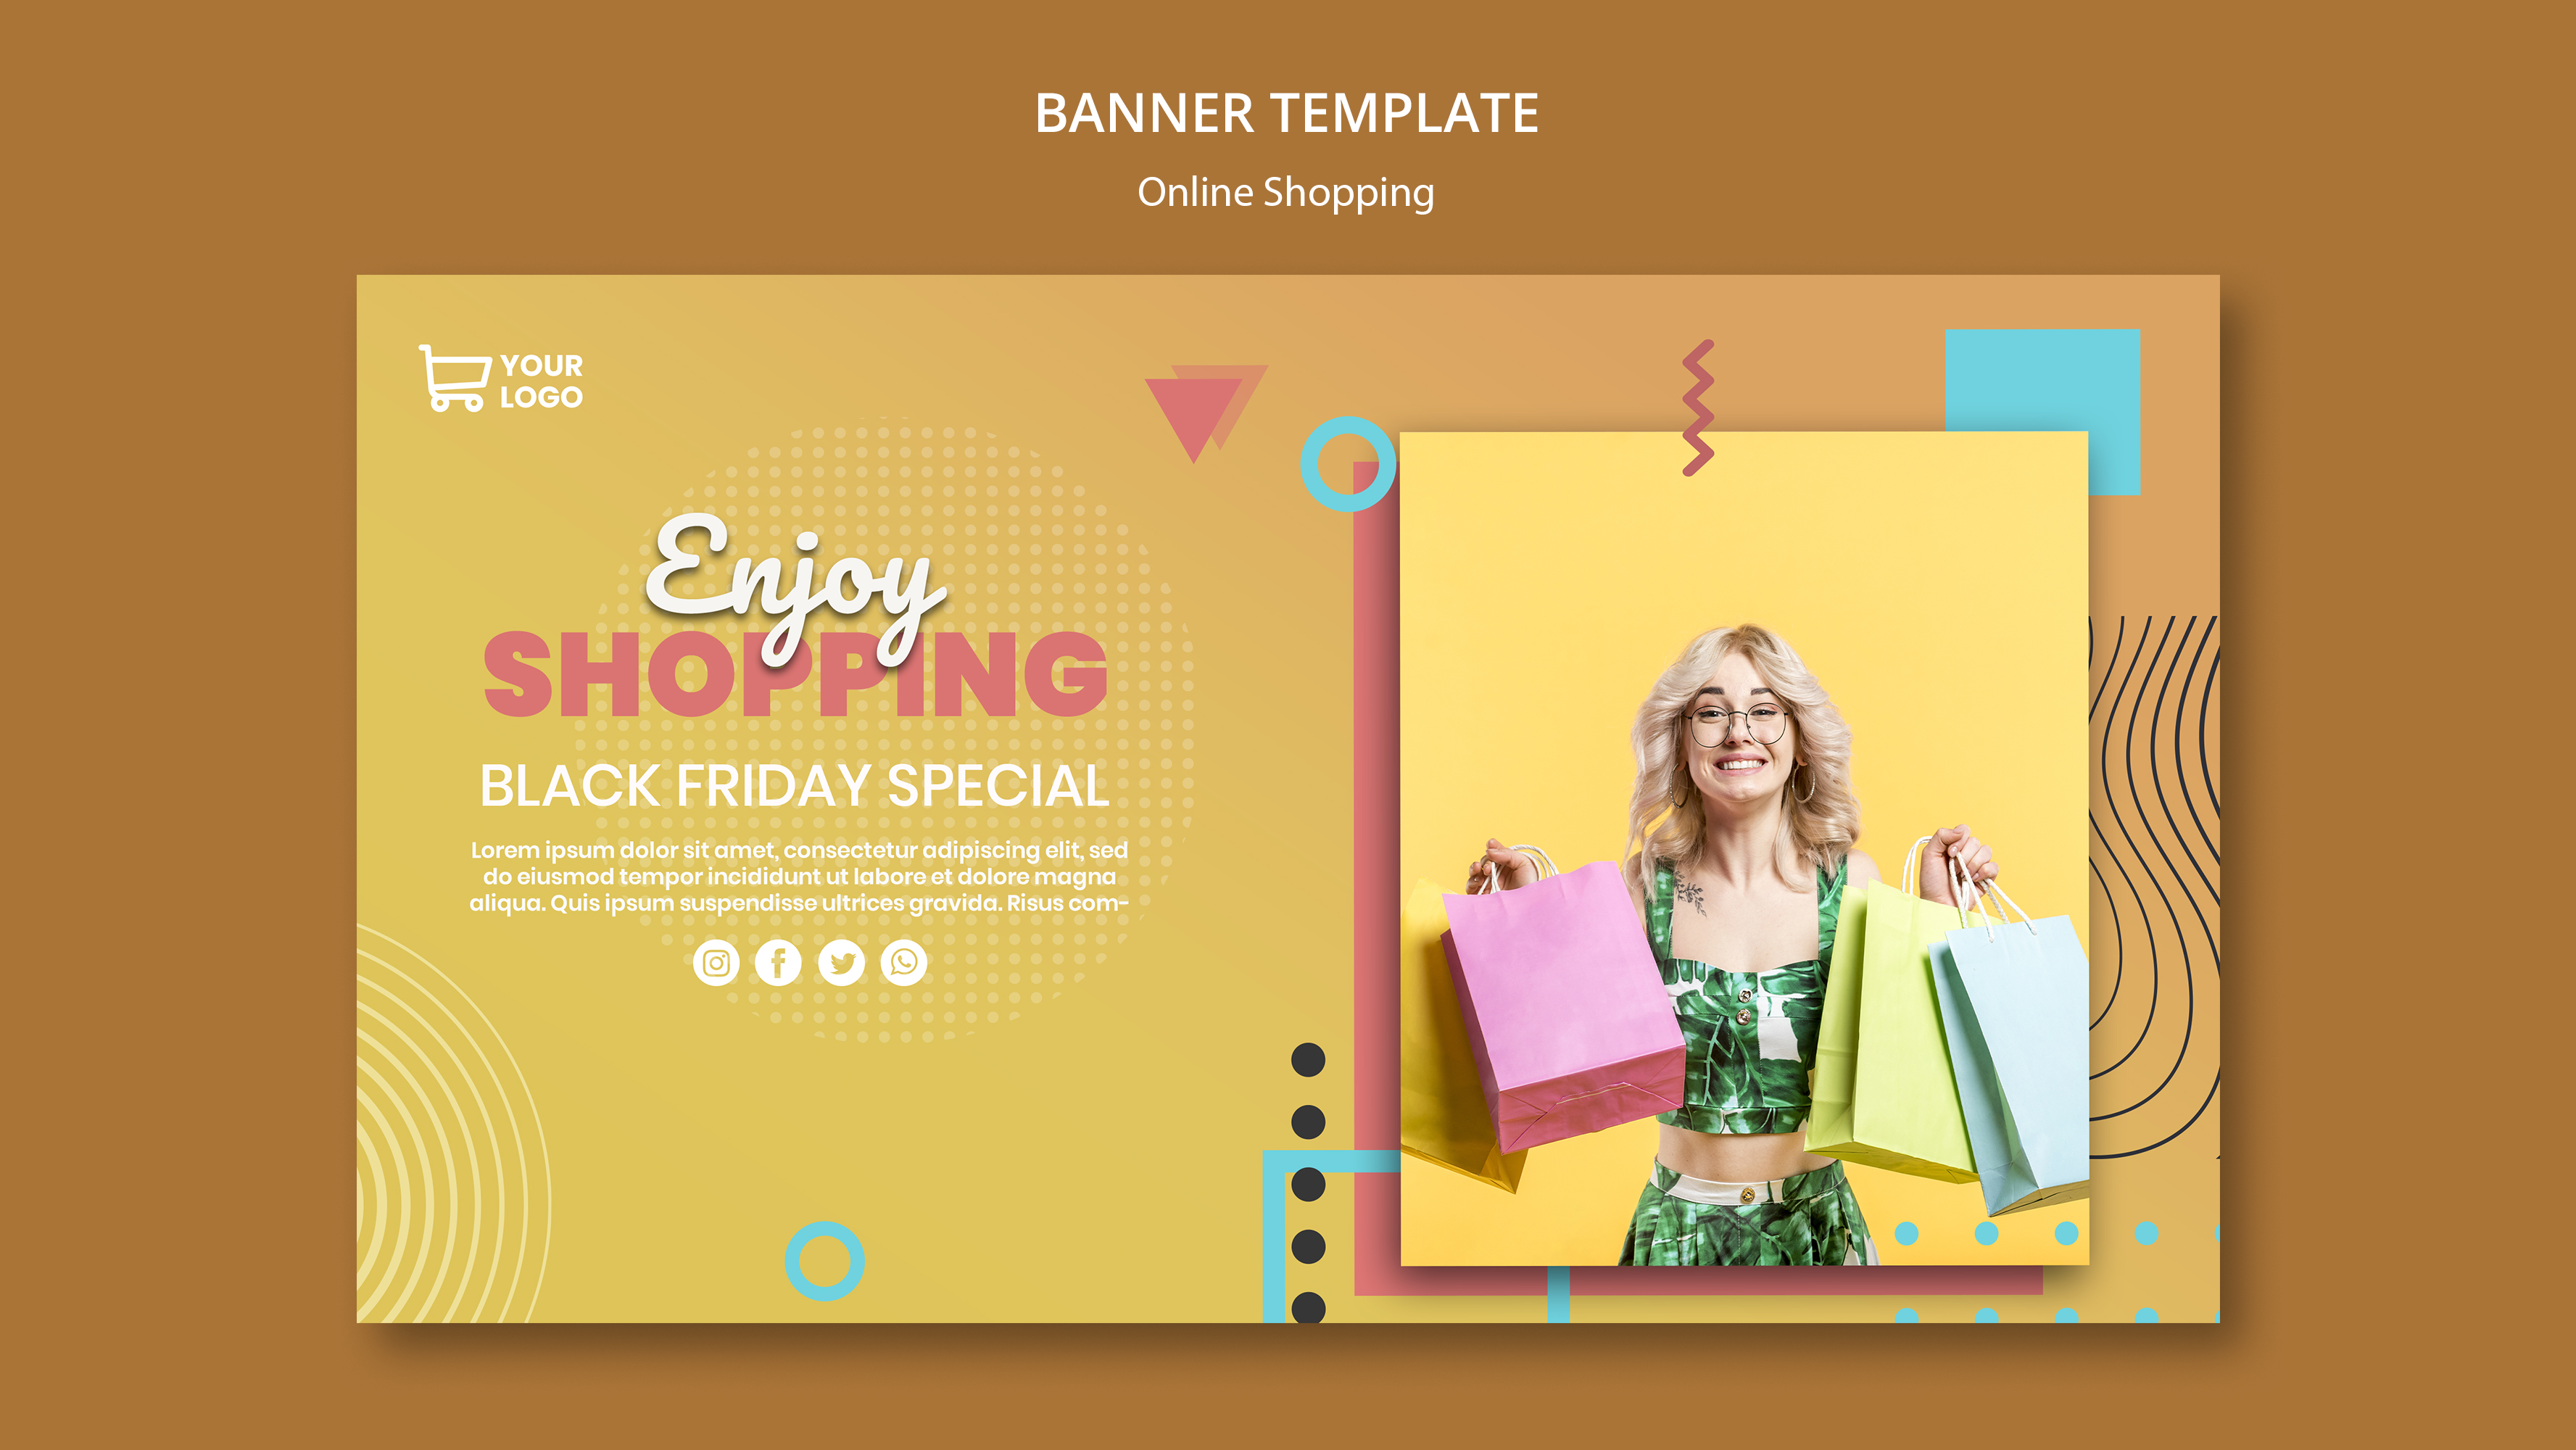 BANNER TEMPLATE
Online Shopping
YOUR
LOGO
Enjoy
SHOPPING
BLACK FRIDAY SPECIAL
Lorem ipsum dolor sit amet, consectetur adipiscing elit, sed
do eiusmod tempor incididunt ut labore et dolore magna
aliqua. Quis ipsum suspendisse ultrices gravida. Risus com-